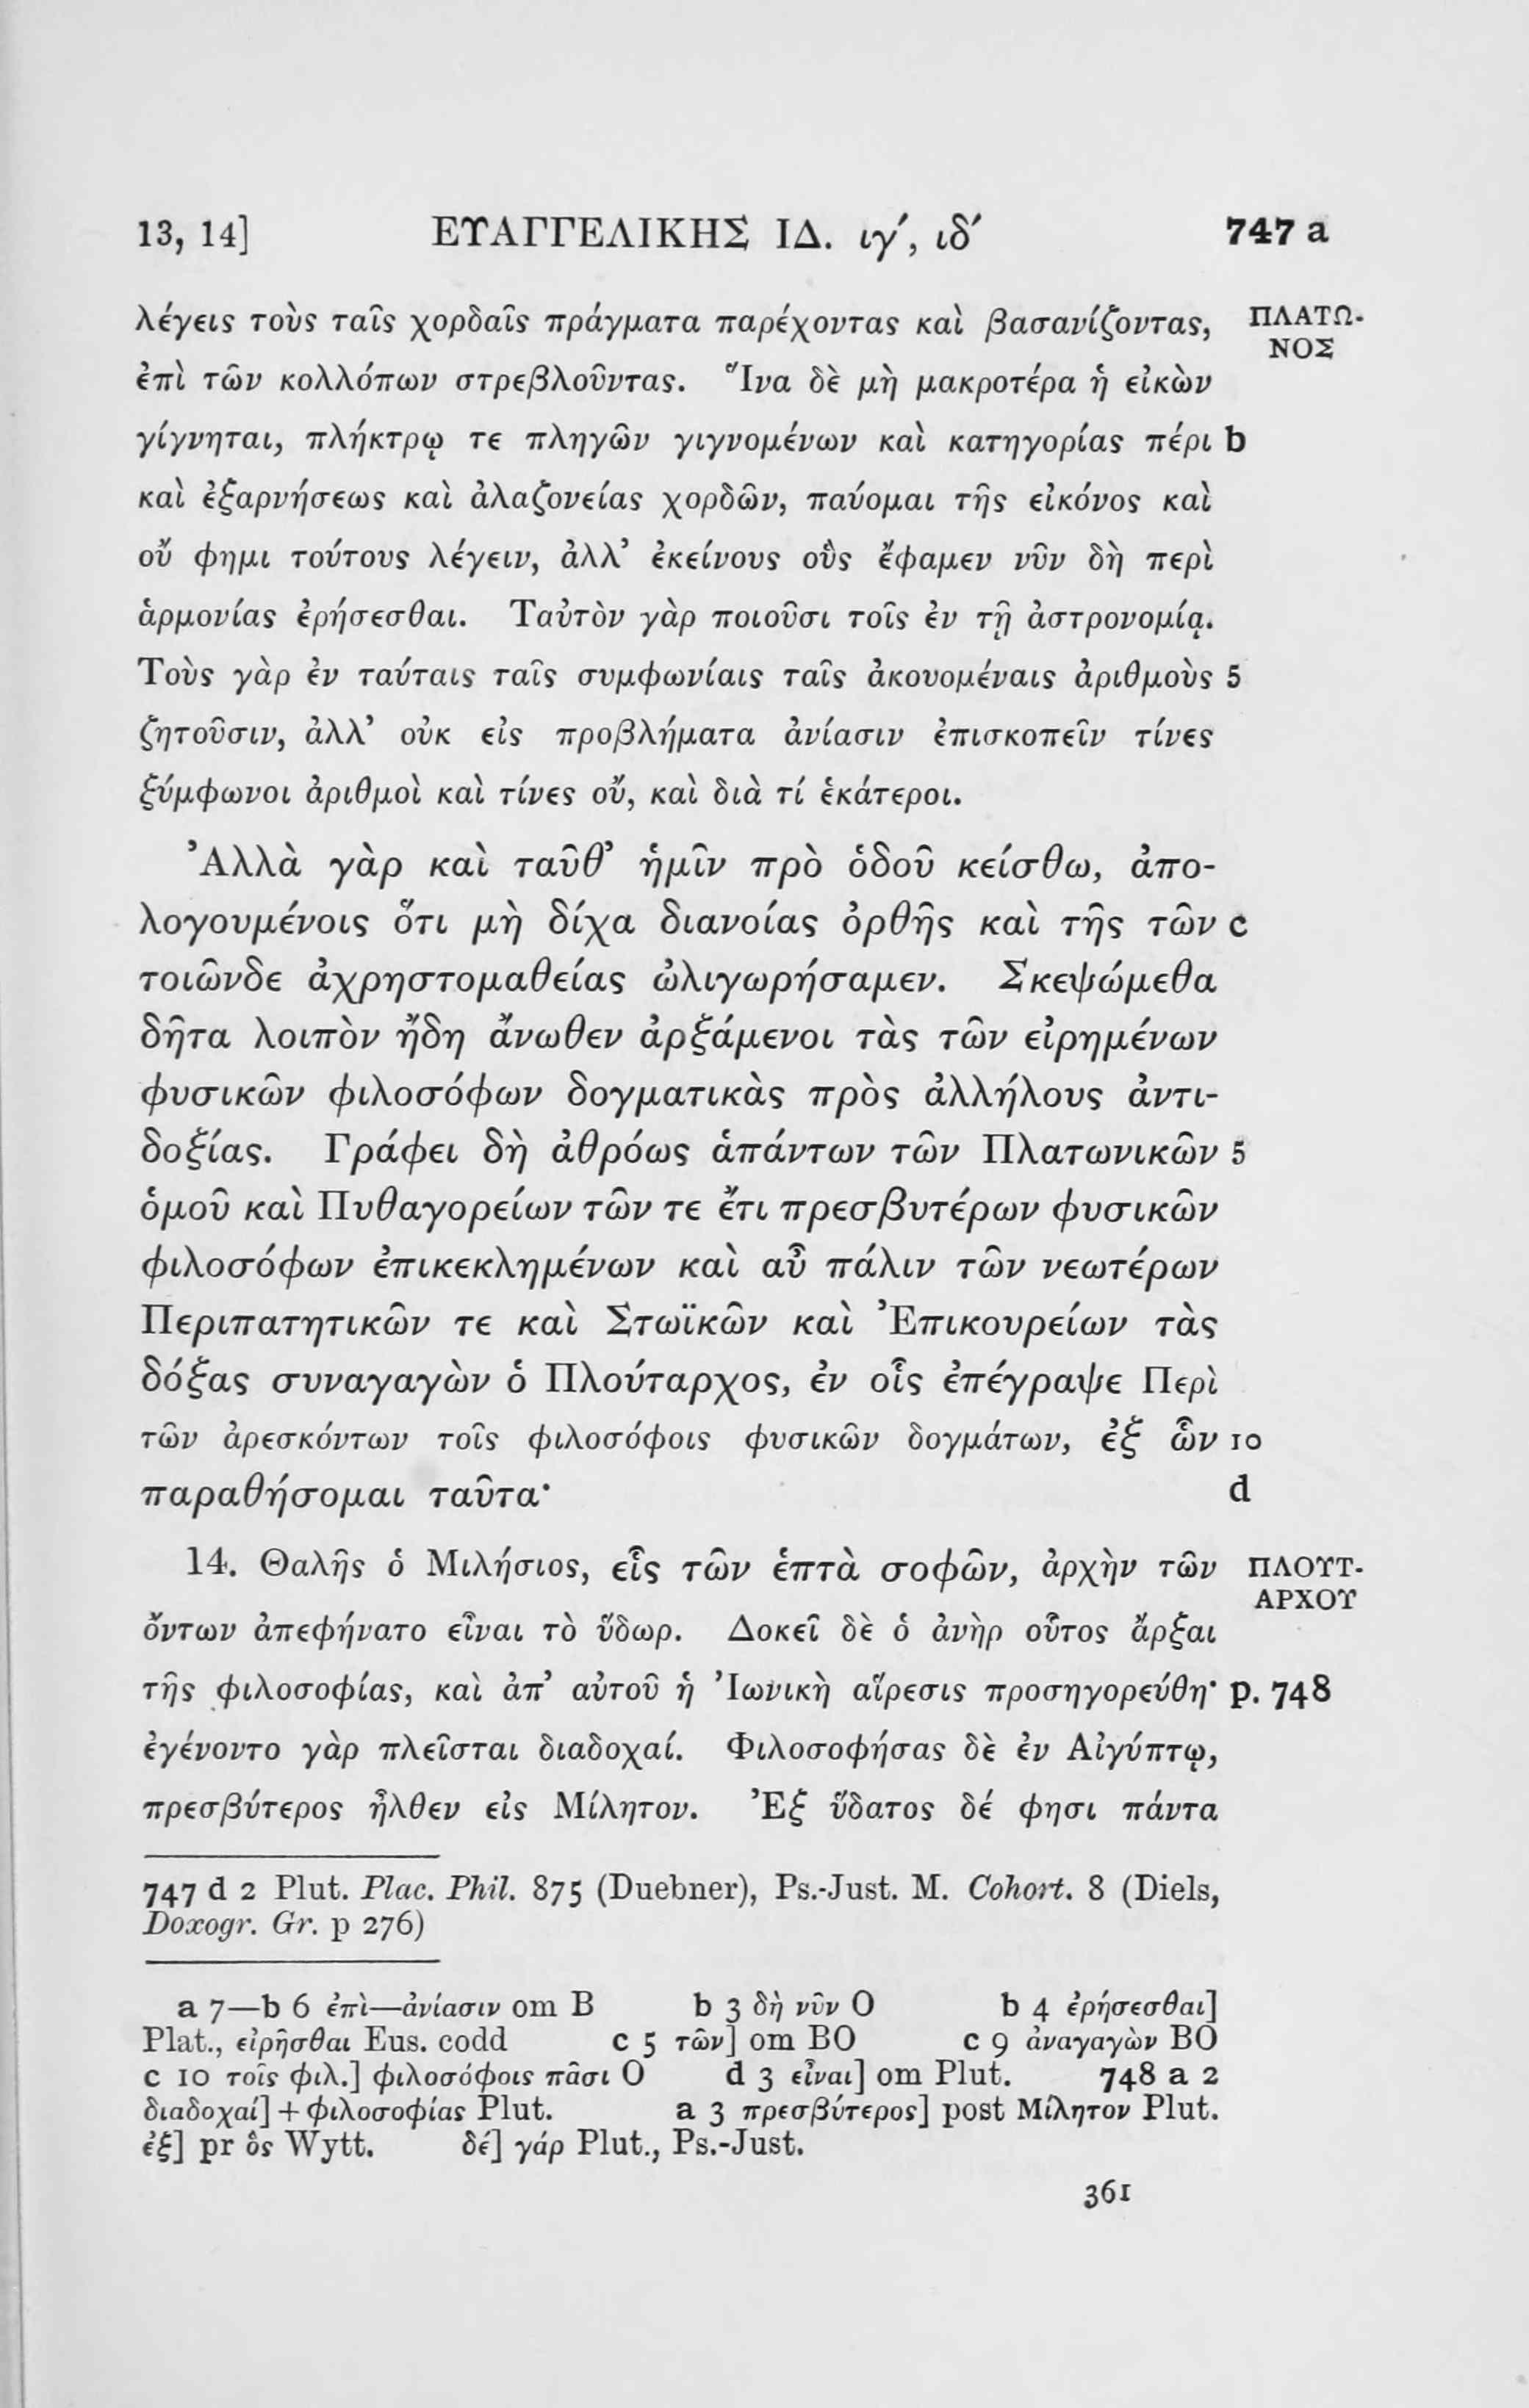 13, 14] ΕΥΑΓΓΕΛΙΚΗΣ ΙΔ. ιγ′, ιδ′ 747 a
λέγεις τοὺς ταῖς χορδαῖς πράγματα παρέχοντας καὶ βασανίζοντας, ΠΛΑΤΩ-
ΝΟΣ
ἐπὶ τῶν κολλόπων στρεβλοῦντας. Ἵνα δὲ μὴ μακροτέρα ἡ εἰκὼν
γίγνηται, πλήκτρῳ τε πληγῶν γιγνομένων καὶ κατηγορίας πέρι b
καὶ ἐξαρνήσεως καὶ ἀλαζονείας χορδῶν, παύομαι τῆς εἰκόνος καὶ
οὔ φημι τούτους λέγειν, ἀλλ’ ἐκείνους οὓς ἔφαμεν νῦν δὴ περὶ
ἁρμονίας ἐρήσεσθαι. Ταὐτὸν γὰρ ποιοῦσι τοῖς ἐν τῇ ἀστρονομίᾳ.
Τοὺς γὰρ ἐν ταύταις ταῖς συμφωνίαις ταῖς ἀκουομέναις ἀριθμοὺς 5
ζητοῦσιν, ἀλλ’ οὐκ εἰς προβλήματα ἀνίασιν ἐπισκοπεῖν τίνες
ξύμφωνοι ἀριθμοὶ καὶ τίνες οὔ, καὶ διὰ τί ἑκάτεροι.
Ἀλλὰ γὰρ καὶ ταῦθ’ ἡμῖν πρὸ ὁδοῦ κείσθω, ἀπο-
λογουμένοις ὅτι μὴ δίχα διανοίας ὀρθῆς καὶ τῆς τῶν c
τοιῶνδε ἀχρηστομαθείας ὠλιγωρήσαμεν. Σκεψώμεθα
δῆτα λοιπὸν ἤδη ἄνωθεν ἀρξάμενοι τὰς τῶν εἰρημένων
φυσικῶν φιλοσόφων δογματικὰς πρὸς ἀλλήλους ἀντι-
δοξίας. Γράφει δὴ ἀθρόως ἁπάντων τῶν Πλατωνικῶν 5
ὁμοῦ καὶ Πυθαγορείων τῶν τε ἔτι πρεσβυτέρων φυσικῶν
φιλοσόφων ἐπικεκλημένων καὶ αὖ πάλιν τῶν νεωτέρων
Περιπατητικῶν τε καὶ Στωϊκῶν καὶ Ἐπικουρείων τὰς
δόξας συναγαγὼν ὁ Πλούταρχος, ἐν οἷς ἐπέγραψε Περὶ
τῶν ἀρεσκόντων τοῖς φιλοσόφοις φυσικῶν δογμάτων, ἐξ ὧν 10
παραθήσομαι ταῦτα· d
14. Θαλῆς ὁ Μιλήσιος, εἷς τῶν ἑπτὰ σοφῶν, ἀρχὴν τῶν ΠΛΟΥΤ-
ΑΡΧΟΥ
ὄντων ἀπεφήνατο εἶναι τὸ ὕδωρ. Δοκεῖ δὲ ὁ ἀνὴρ οὗτος ἄρξαι
τῆς φιλοσοφίας, καὶ ἀπ’ αὐτοῦ ἡ Ἰωνικὴ αἵρεσις προσηγορεύθη· p. 748
ἐγένοντο γὰρ πλεῖσται διαδοχαί. Φιλοσοφήσας δὲ ἐν Αἰγύπτῳ,
πρεσβύτερος ἦλθεν εἰς Μίλητον. Ἐξ ὕδατος δέ φησι πάντα
747 d 2 Plut. Plac. Phil. 875 (Duebner), Ps.-Just. M. Cohort. 8 (Diels,
Doxogr. Gr. p 276)
a 7—b 6 ἐπὶ—ἀνίασιν om B b 3 δὴ νῦν O b 4 ἐρήσεσθαι]
Plat., εἰρῆσθαι Eus. codd c 5 τῶν] om BO c 9 ἀναγαγὼν BO
c 10 τοῖς φιλ.] φιλοσόφοις πᾶσι O d 3 εἶναι] om Plut. 748 a 2
διαδοχαί] + φιλοσοφίας Plut. a 3 πρεσβύτερος] post Μίλητον Plut.
ἐξ] pr ὃς Wytt. δέ] γάρ Plut., Ps.-Just.
361